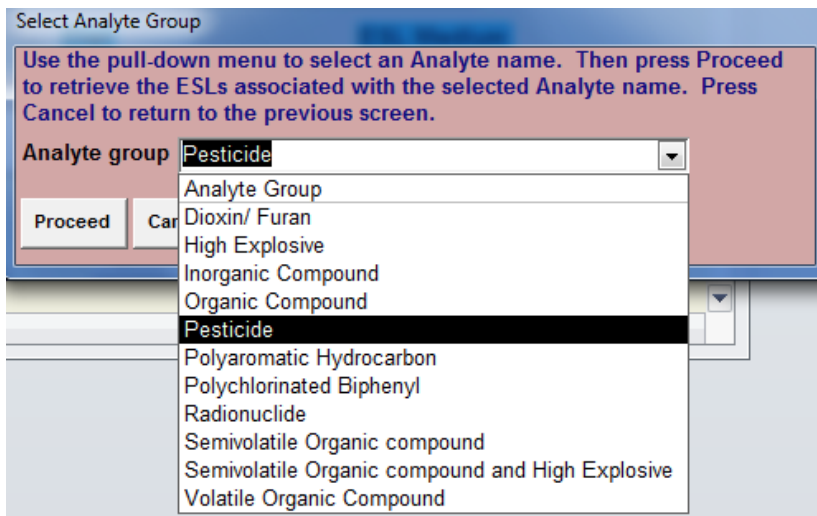 Select Analyte Group
Use the pull-down menu to select an Analyte name. Then press Proceed
to retrieve the ESLs associated with the selected Analyte name. Press
Cancel to return to the previous screen.
Analyte group Pesticide
Analyte Group
Proceed
Dioxin/ Furan
High Explosive
Inorganic Compound
Organic Compound
Pesticide
Polyaromatic Hydrocarbon
Polychlorinated Biphenyl
Radionuclide
Semivolatile Organic compound
Semivolatile Organic compound and High Explosive
Volatile Organic Compound